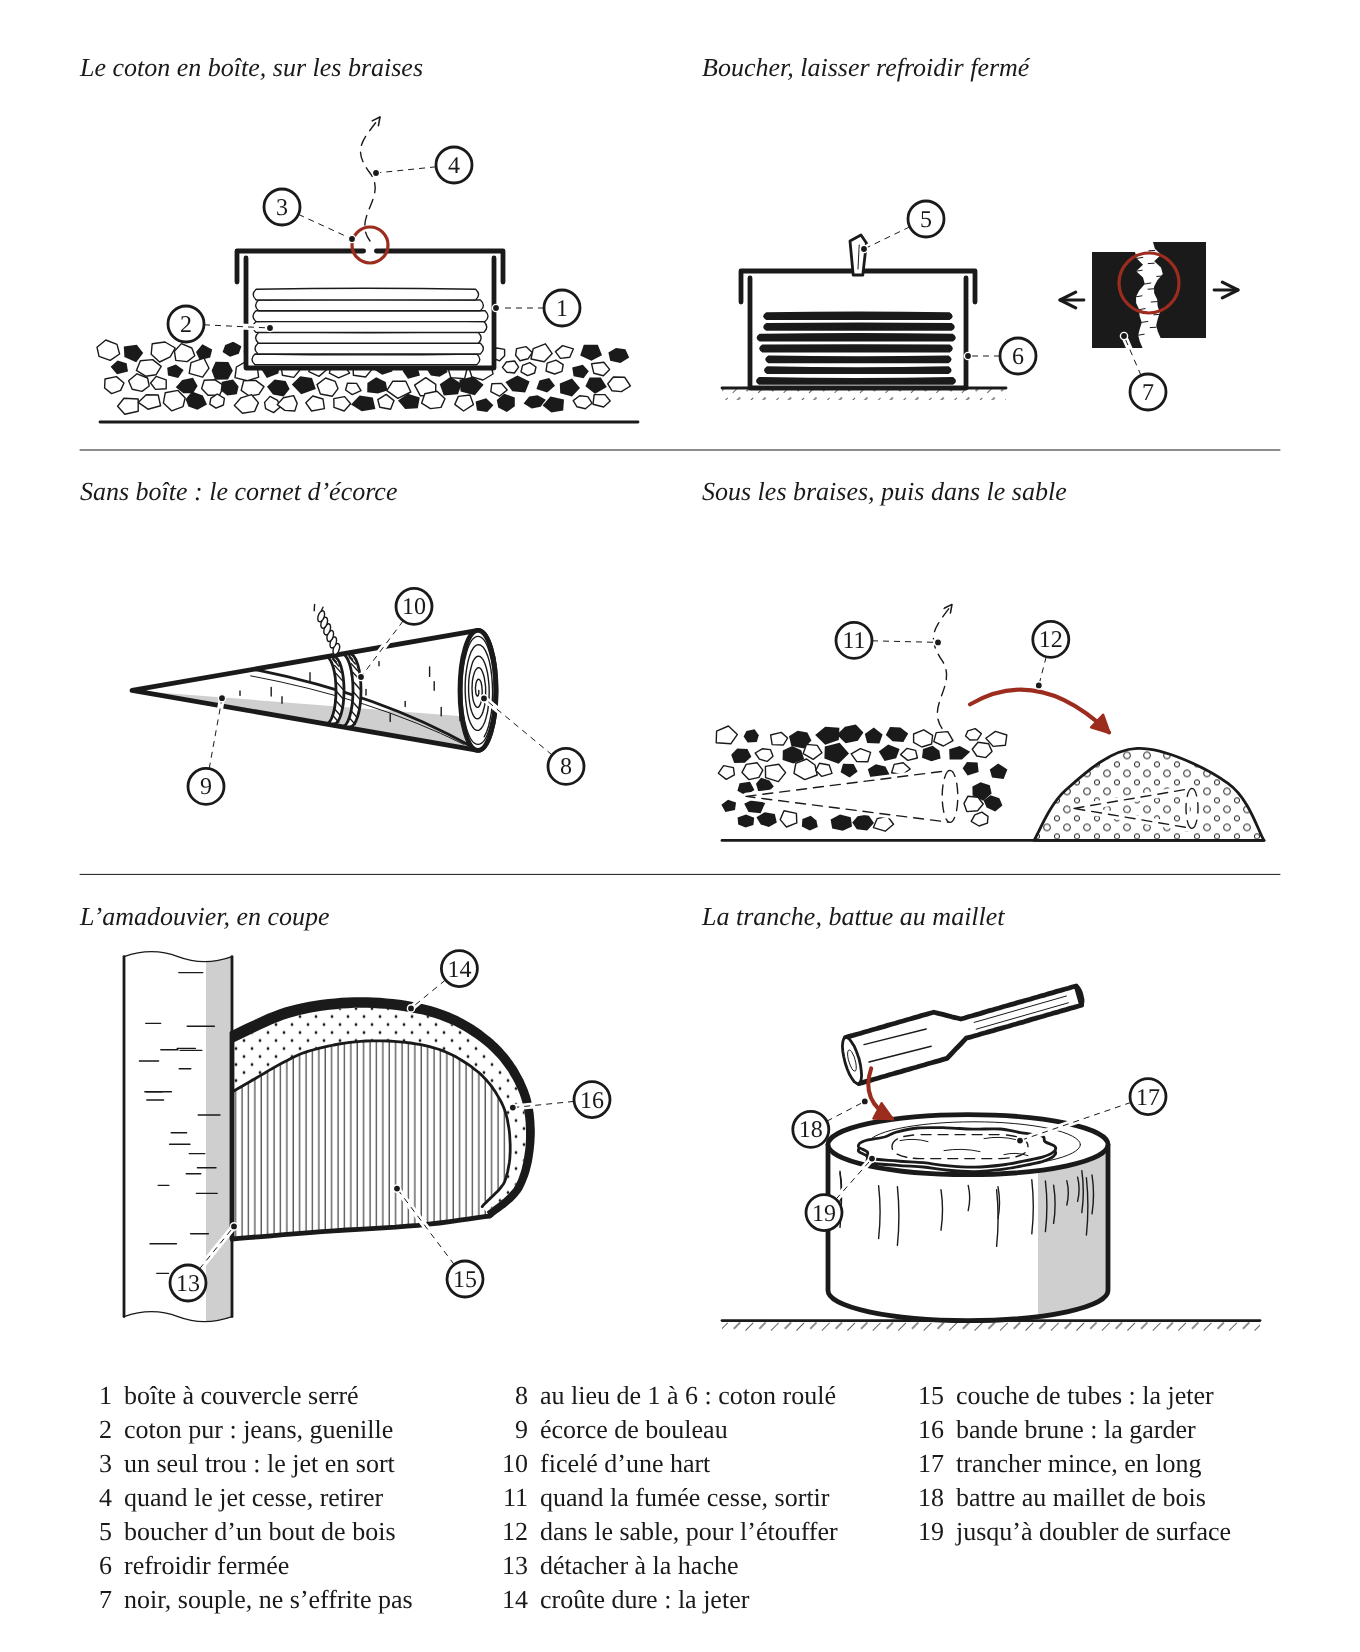 Le coton en boîte, sur les braises
Boucher, laisser refroidir fermé
4
3
5
1
2
6
7
Sans boîte : le cornet d’écorce
Sous les braises, puis dans le sable
10
11
12
8
9
L’amadouvier, en coupe
La tranche, battue au maillet
14
16
17
18
19
13
15
1 boîte à couvercle serré
2 coton pur : jeans, guenille
3 un seul trou : le jet en sort
4 quand le jet cesse, retirer
5 boucher d’un bout de bois
6 refroidir fermée
7 noir, souple, ne s’effrite pas
8 au lieu de 1 à 6 : coton roulé
9 écorce de bouleau
10 ficelé d’une hart
11 quand la fumée cesse, sortir
12 dans le sable, pour l’étouffer
13 détacher à la hache
14 croûte dure : la jeter
15 couche de tubes : la jeter
16 bande brune : la garder
17 trancher mince, en long
18 battre au maillet de bois
19 jusqu’à doubler de surface